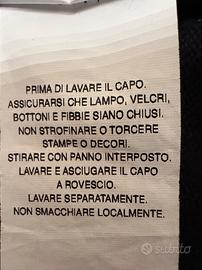 PRIMA DI LAVARE IL CAPO.
ASSICURARSI CHE LAMPO, VELCRI,
BOTTONI E FIBBIE SIANO CHIUSI.
NON STROFINARE O TORCERE
STAMPE O DECORI.
STIRARE CON PANNO INTERPOSTO.
LAVARE E ASCIUGARE IL CAPO
A ROVESCIO.
LAVARE SEPARATAMENTE.
NON SMACCHIARE LOCALMENTE.
subito